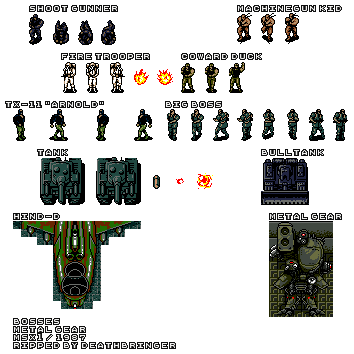 SHOOT GUNNER
MACHINEGUN KID
FIRE TROOPER
COWARD DUCK
TX-11 "ARNOLD"
BIG BOSS
TANK
BULLTANK
HIND-D
METAL GEAR
BOSSES
METAL GEAR
MSX1 / 1987
RIPPED BY DEATHBRINGER